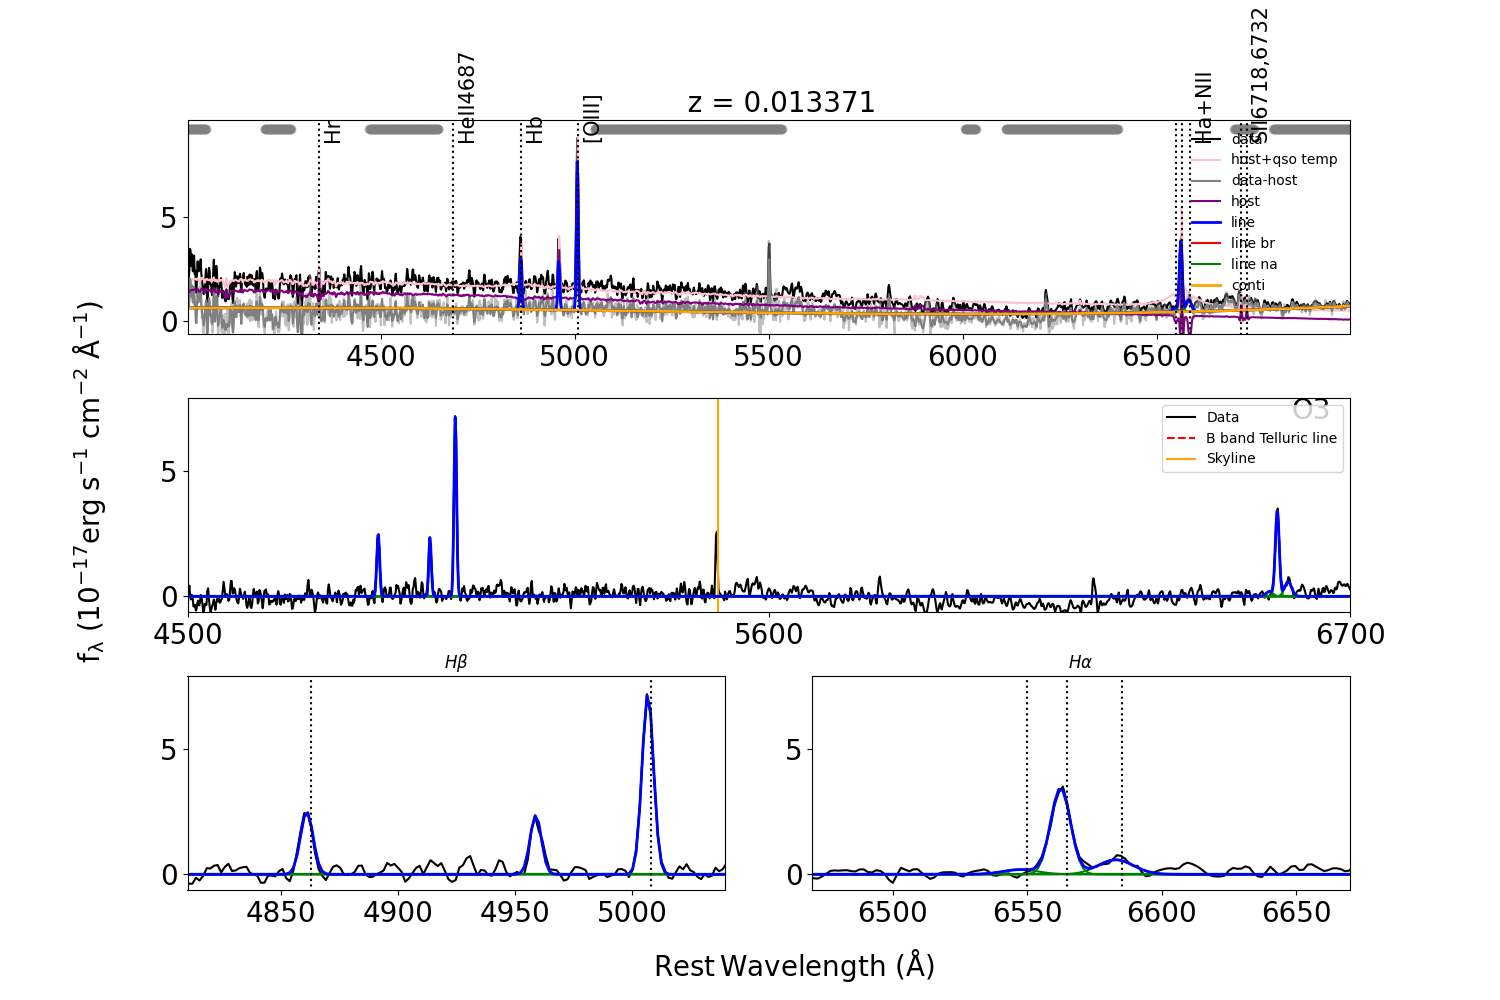 z = 0.013371
Hr
HeII4687
Hb
[OIII]
Ha+NII
SII6718,6732
data
host+qso temp
data-host
host
line
line br
line na
conti
5
0
4500
5000
5500
6000
6500
O3
Data
B band Telluric line
Skyline
5
0
4500
5600
6700
fλ (10⁻¹⁷erg s⁻¹ cm⁻² Å⁻¹)
Hβ
5
0
4850
4900
4950
5000
Hα
5
0
6500
6550
6600
6650
Rest Wavelength (Å)